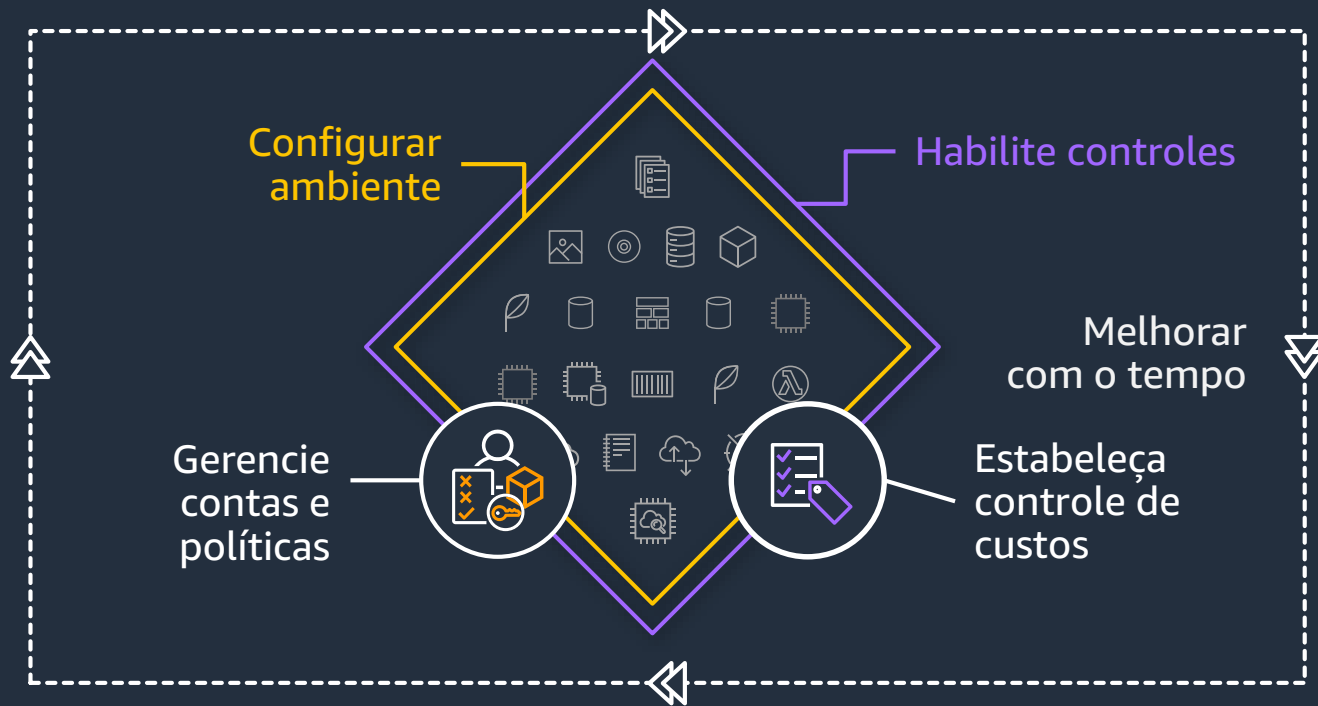 Configurar
ambiente
Habilite controles
Melhorar
com o tempo
Gerencie
contas e
políticas
Estabeleça
controle de
custos